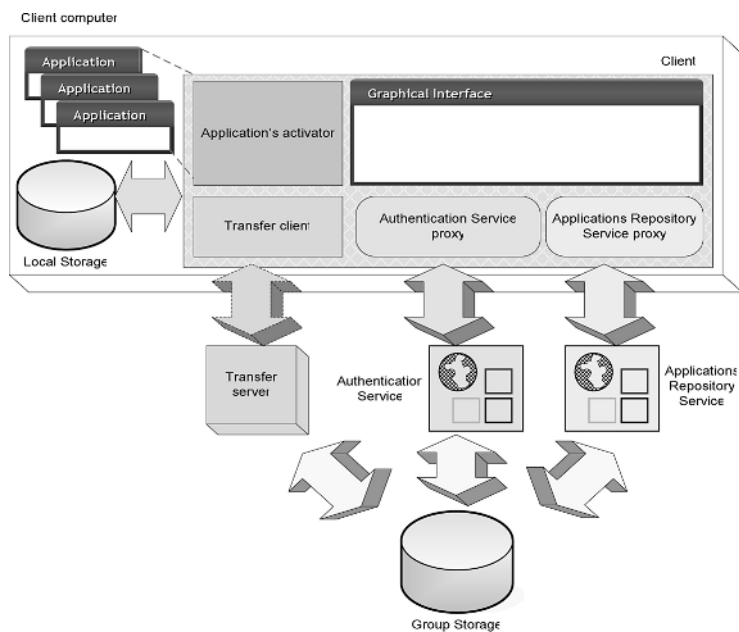 Client computer
Application
Application
Application
Client
Application's activator
Graphical Interface
Transfer client
Authentication Service
proxy
Applications Repository
Service proxy
Local Storage
Transfer
server
Authentication
Service
Applications
Repository
Service
Group Storage